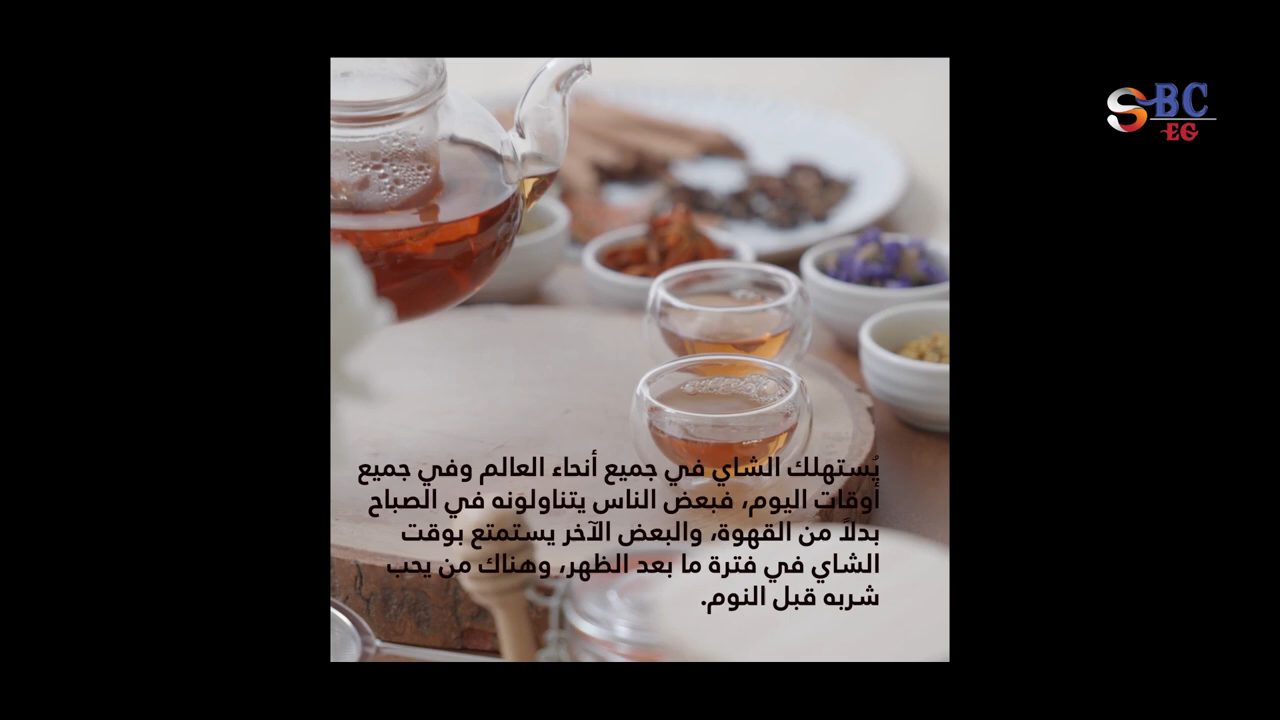 SBC
EG
يُستهلك الشاي في جميع أنحاء العالم وفي جميع
أوقات اليوم، فبعض الناس يتناولونه في الصباح
بدلاً من القهوة، والبعض الآخر يستمتع بوقت
الشاي في فترة ما بعد الظهر، وهناك من يحب
شربه قبل النوم.